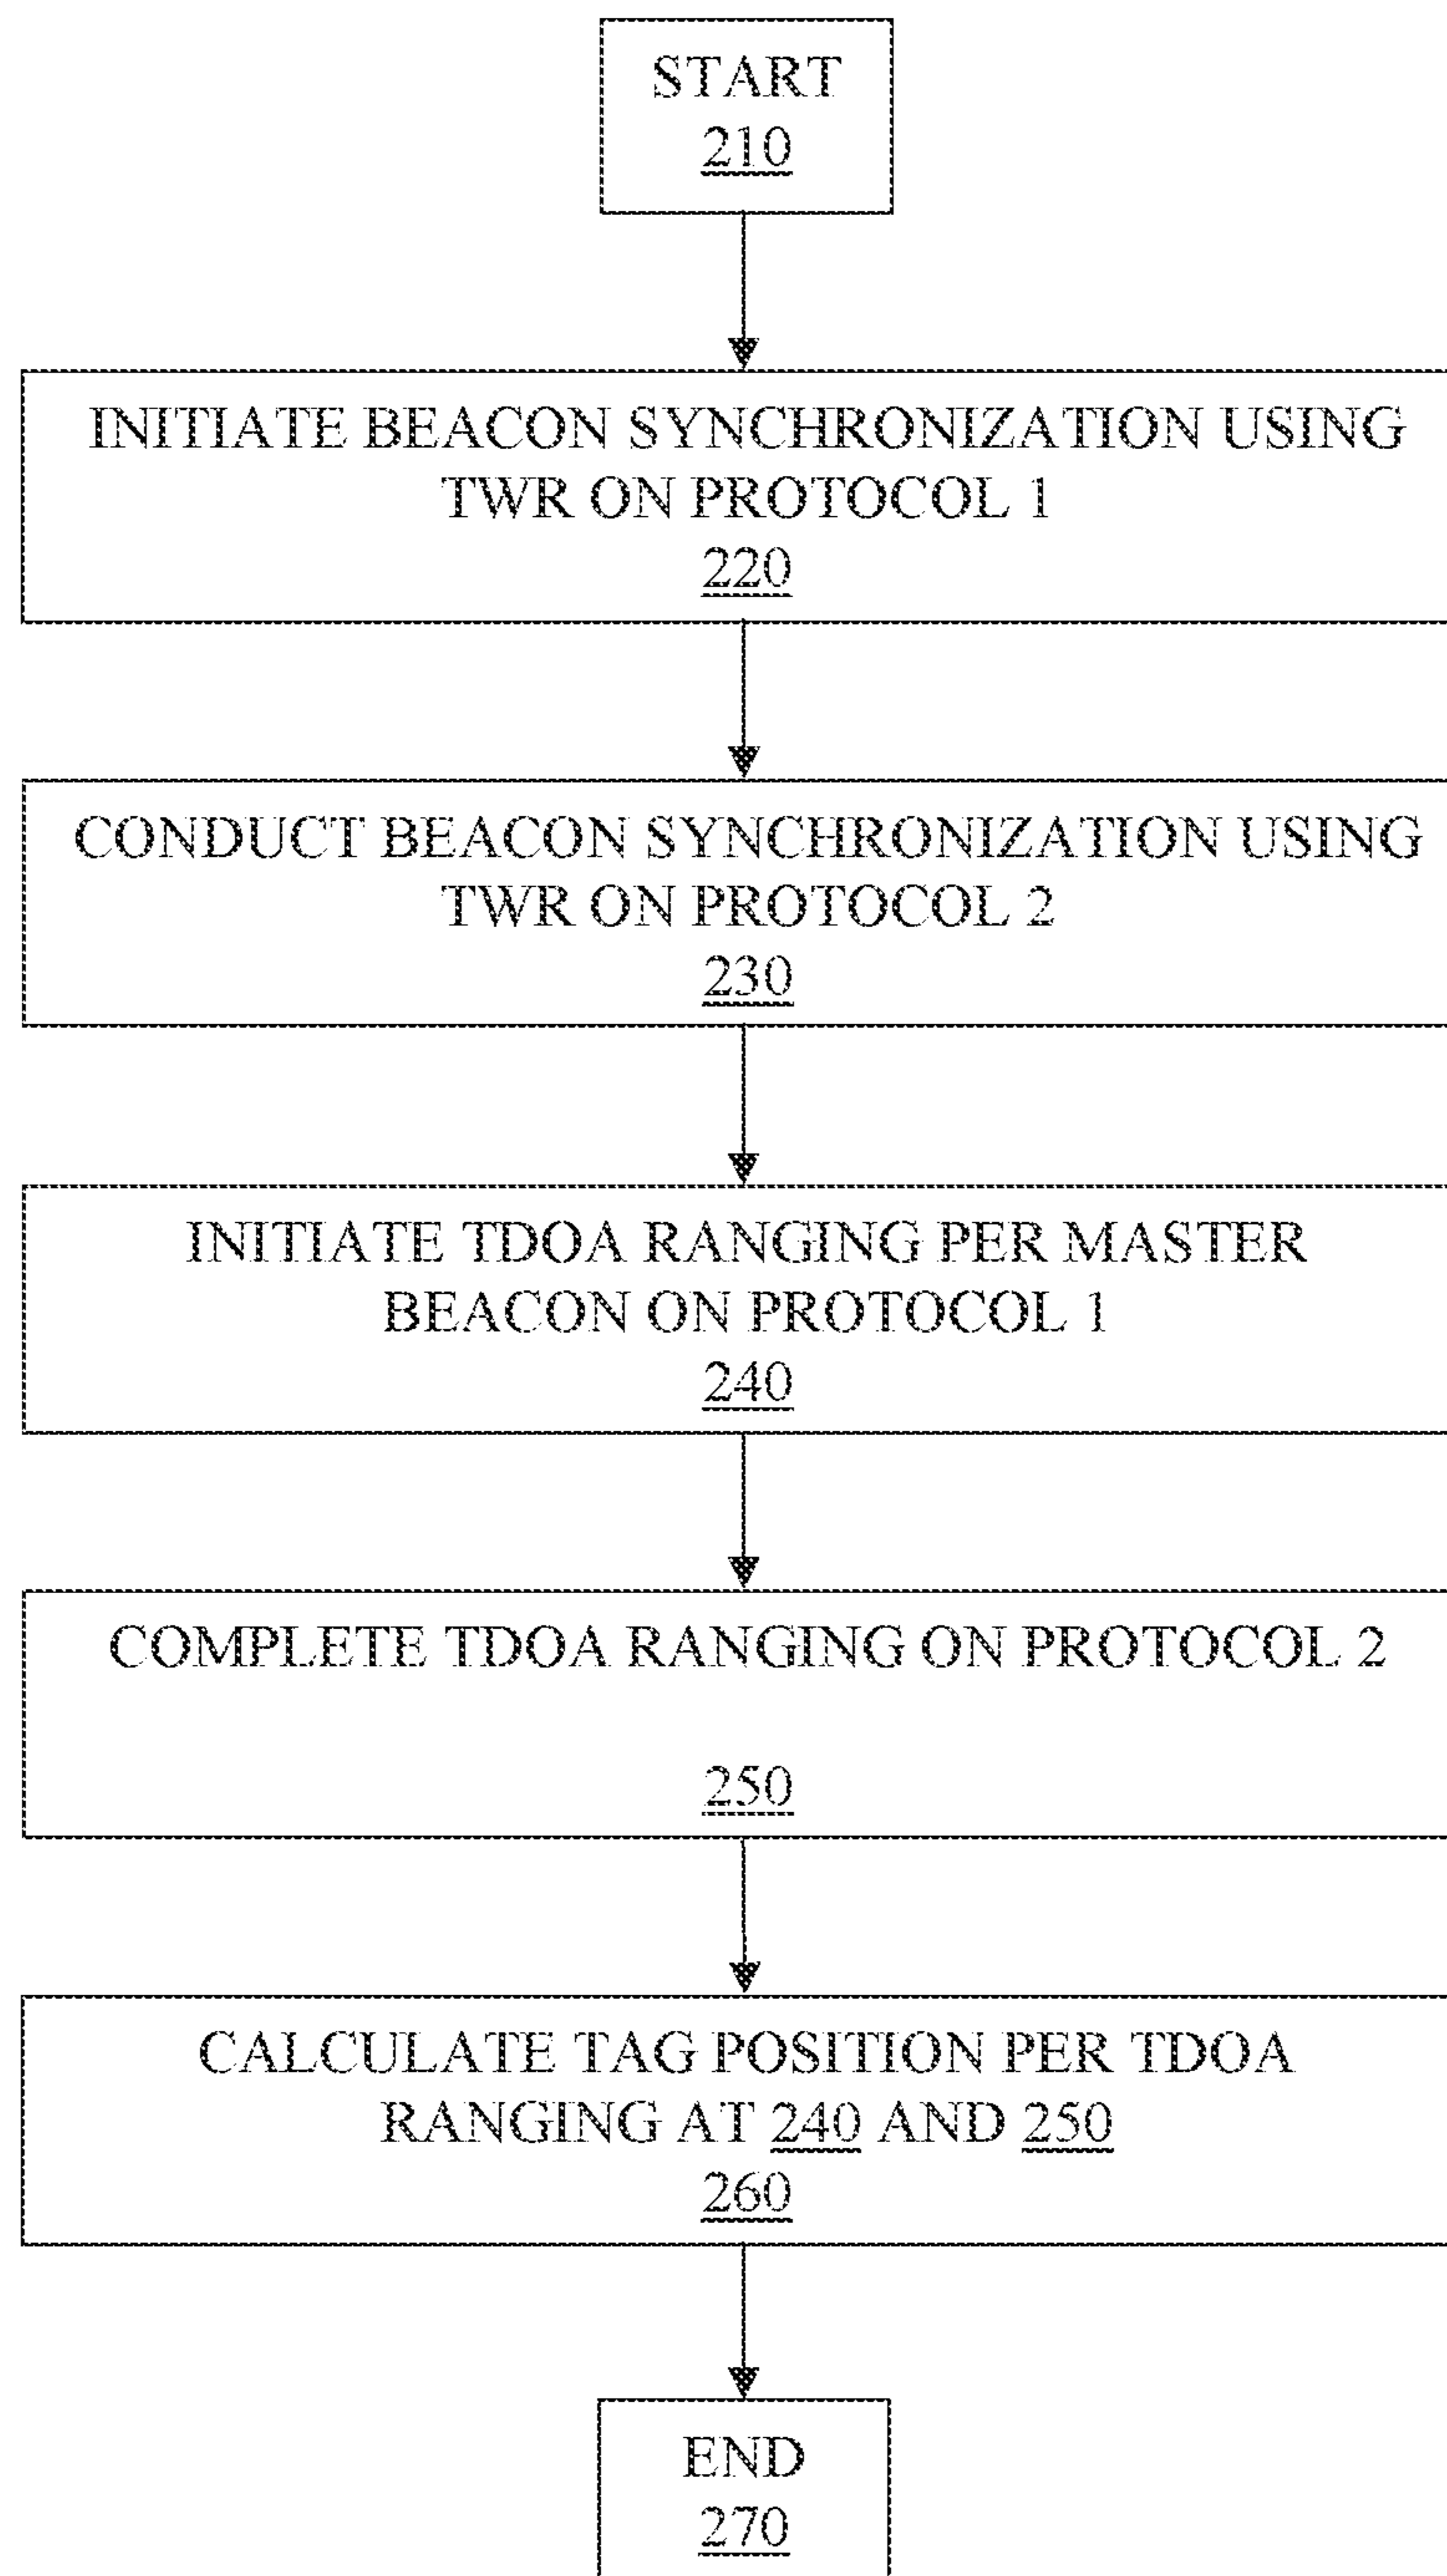 START
210
INITIATE BEACON SYNCHRONIZATION USING
TWR ON PROTOCOL 1
220
CONDUCT BEACON SYNCHRONIZATION USING
TWR ON PROTOCOL 2
230
INITIATE TDOA RANGING PER MASTER
BEACON ON PROTOCOL 1
240
COMPLETE TDOA RANGING ON PROTOCOL 2
250
CALCULATE TAG POSITION PER TDOA
RANGING AT 240 AND 250
260
END
270